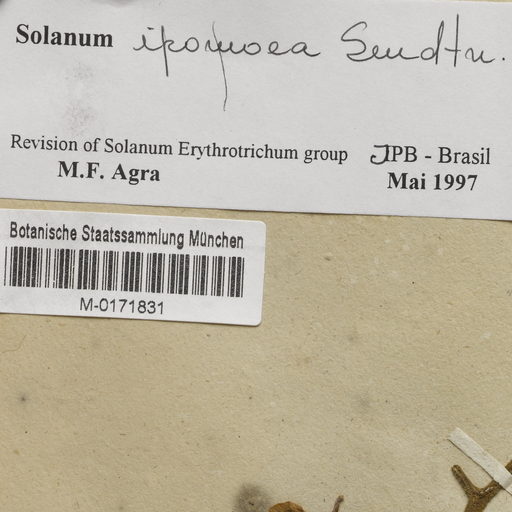 Solanum ipomoea Sendtn.
Revision of Solanum Erythrotrichum group JPB - Brasil
M.F. Agra Mai 1997
Botanische Staatssammlung München
M-0171831